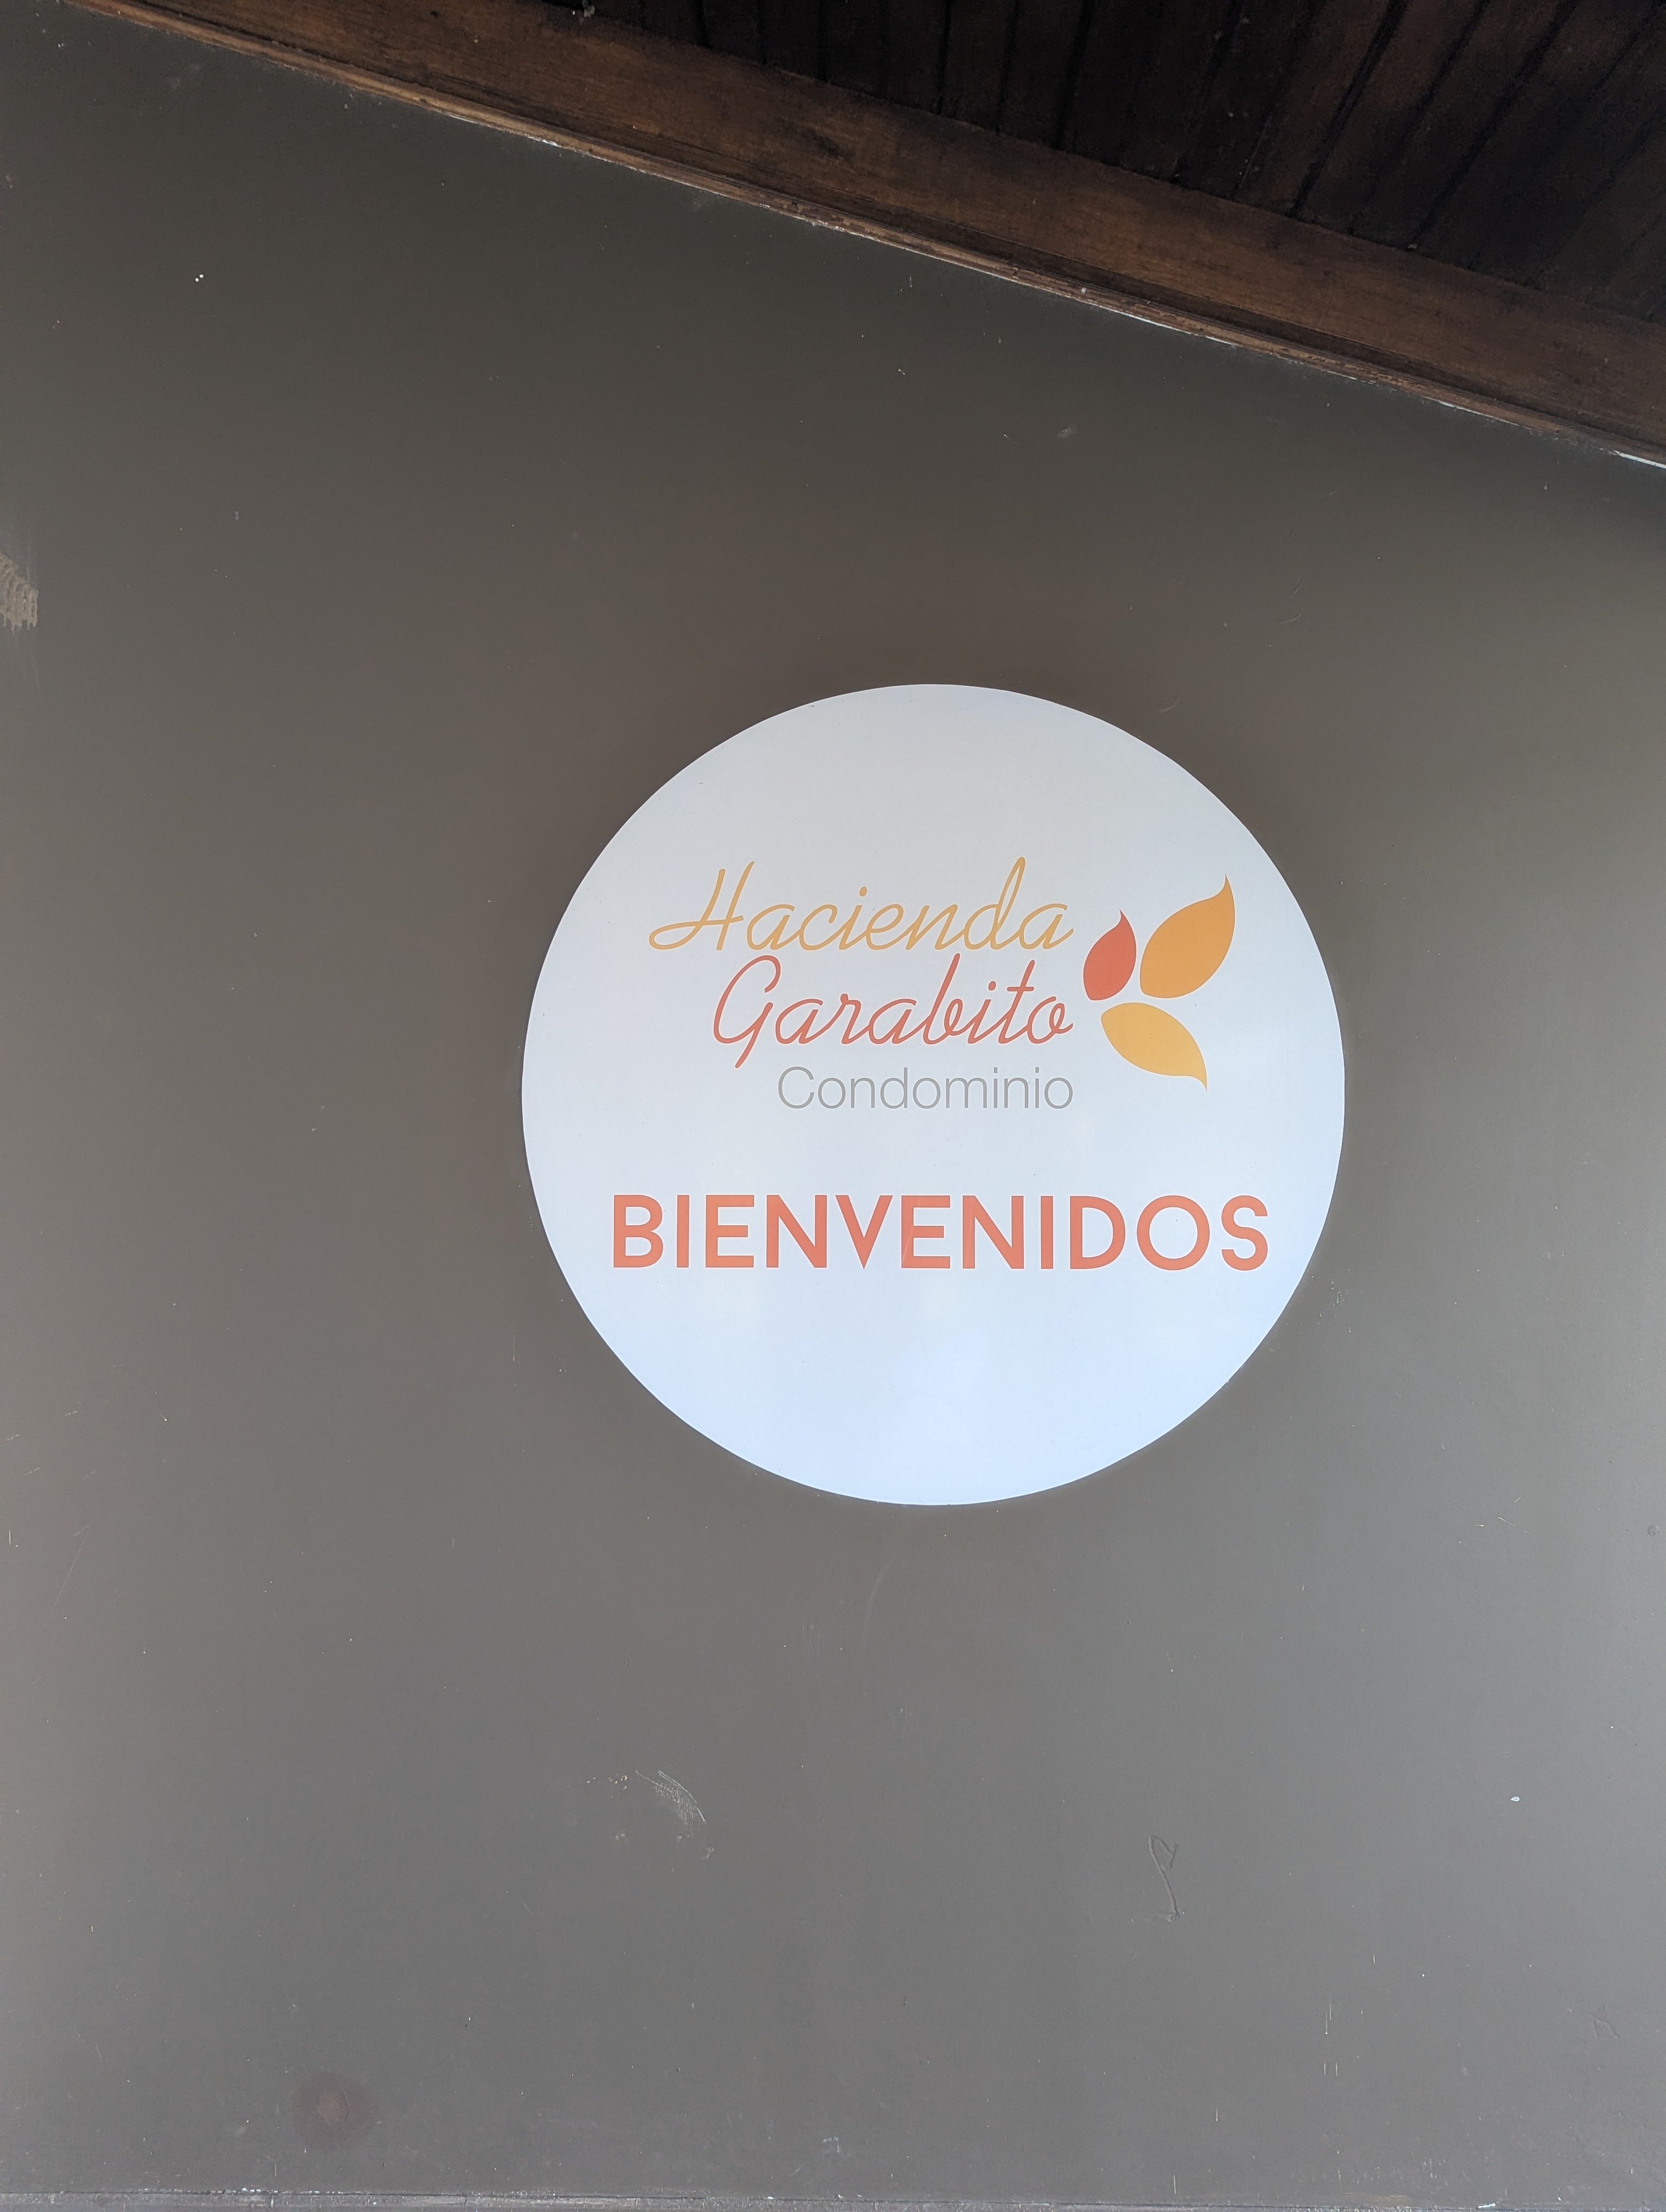 Hacienda
Garabito
Condominio
BIENVENIDOS